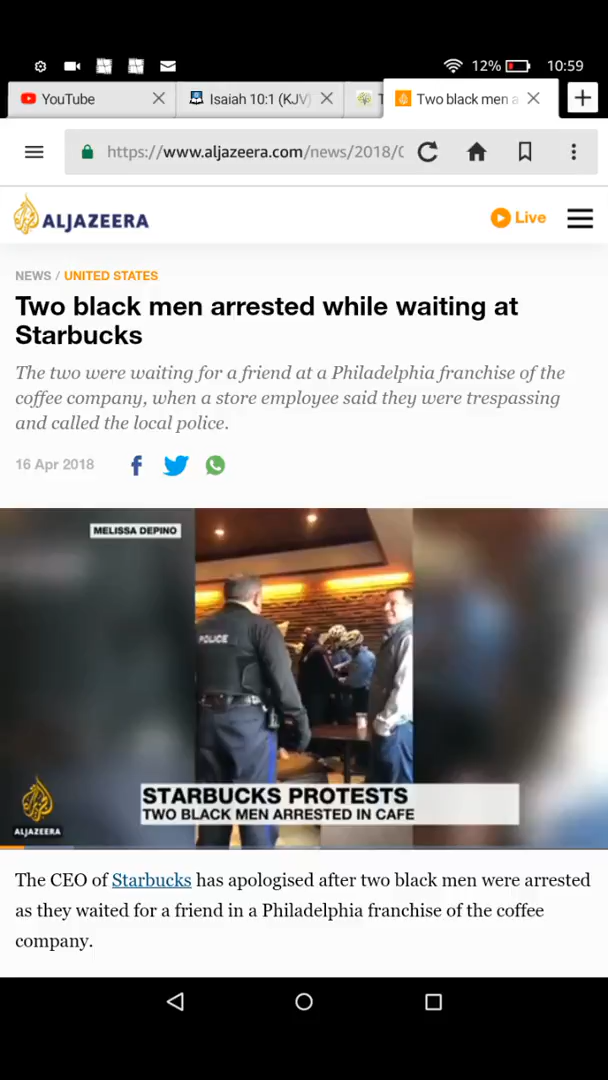 12% 10:59
YouTube Isaiah 10:1 (KJV) Two black men a
https://www.aljazeera.com/news/2018/0
ALJAZEERA Live
NEWS / UNITED STATES
Two black men arrested while waiting at
Starbucks
The two were waiting for a friend at a Philadelphia franchise of the
coffee company, when a store employee said they were trespassing
and called the local police.
16 Apr 2018
MELISSA DEPINO
POLICE
STARBUCKS PROTESTS
TWO BLACK MEN ARRESTED IN CAFE
ALJAZEERA
The CEO of Starbucks has apologised after two black men were arrested
as they waited for a friend in a Philadelphia franchise of the coffee
company.